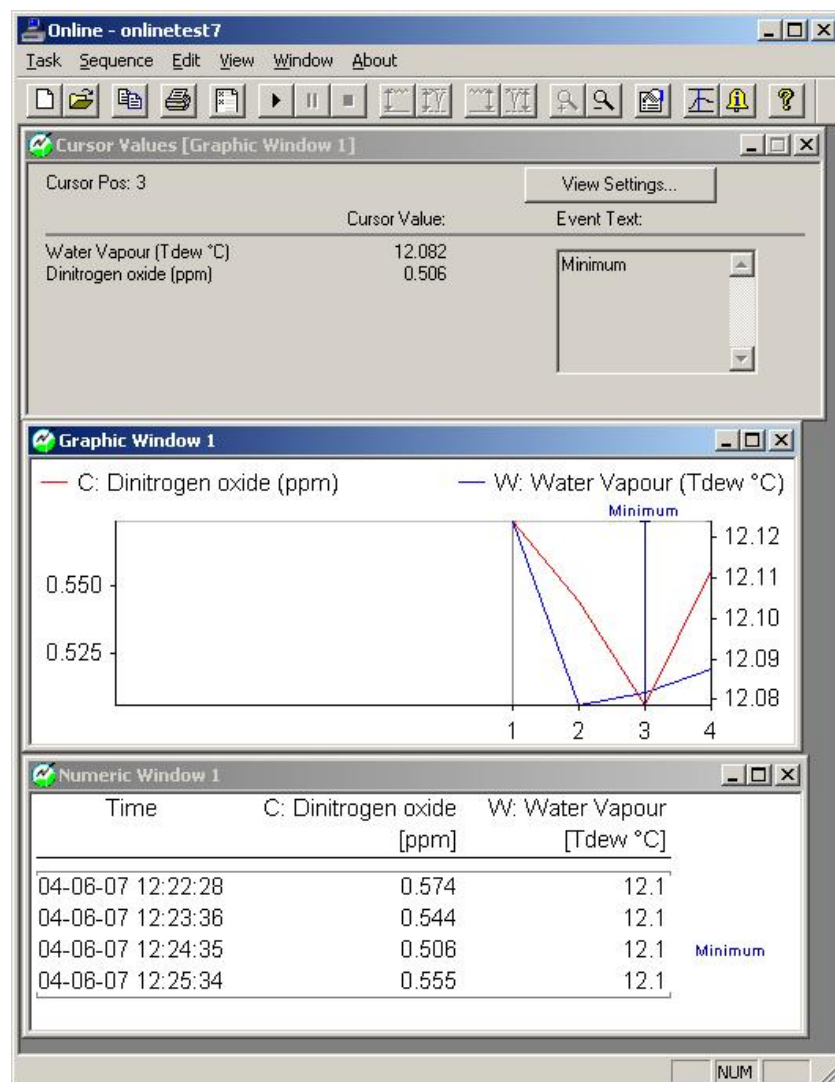 Online - onlinetest7
Task Sequence Edit View Window About
Cursor Values [Graphic Window 1]
Cursor Pos: 3
View Settings...
Cursor Value: Event Text:
Water Vapour (Tdew °C) 12.082
Dinitrogen oxide (ppm) 0.506
Minimum
Graphic Window 1
C: Dinitrogen oxide (ppm) W: Water Vapour (Tdew °C)
Minimum
12.12
0.550 12.11
12.10
0.525 12.09
12.08
1 2 3 4
Numeric Window 1
Time C: Dinitrogen oxide W: Water Vapour
[ppm] [Tdew °C]
04-06-07 12:22:28 0.574 12.1
04-06-07 12:23:36 0.544 12.1
04-06-07 12:24:35 0.506 12.1 Minimum
04-06-07 12:25:34 0.555 12.1
NUM